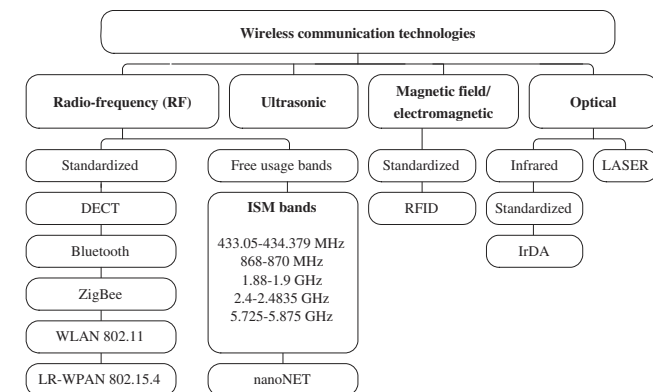 Wireless communication technologies
Radio-frequency (RF)
Ultrasonic
Magnetic field/
electromagnetic
Optical
Standardized
Free usage bands
Standardized
Infrared
LASER
DECT
ISM bands
RFID
Standardized
Bluetooth
433.05-434.379 MHz
868-870 MHz
1.88-1.9 GHz
2.4-2.4835 GHz
5.725-5.875 GHz
IrDA
ZigBee
WLAN 802.11
LR-WPAN 802.15.4
nanoNET